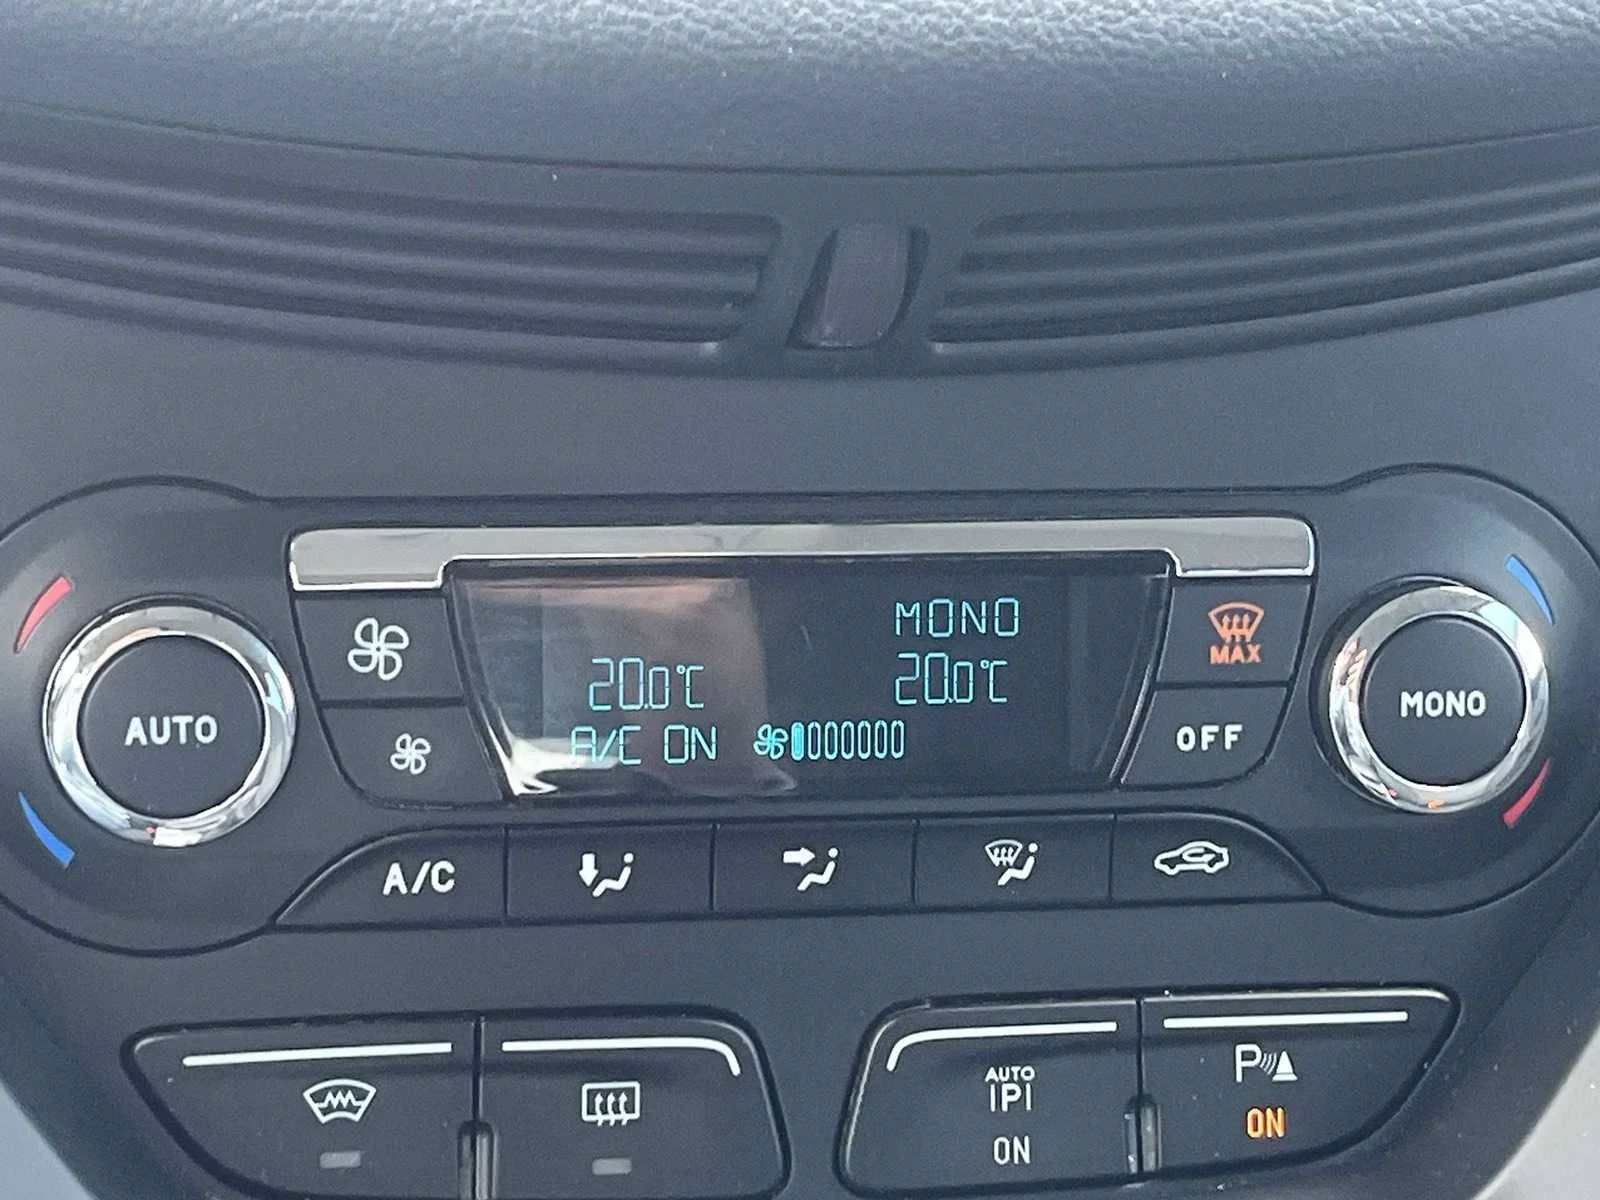 MONO
20.0°C
20.0°C
A/C ON
MAX
AUTO
MONO
OFF
A/C
AUTO
P
ON
P
ON